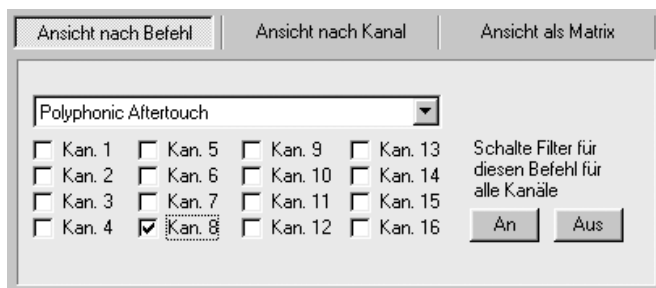 Ansicht nach Befehl Ansicht nach Kanal Ansicht als Matrix
Polyphonic Aftertouch
Kan. 1 Kan. 5 Kan. 9 Kan. 13
Kan. 2 Kan. 6 Kan. 10 Kan. 14
Kan. 3 Kan. 7 Kan. 11 Kan. 15
Kan. 4 Kan. 8 Kan. 12 Kan. 16
Schalte Filter für
diesen Befehl für
alle Kanäle
An Aus